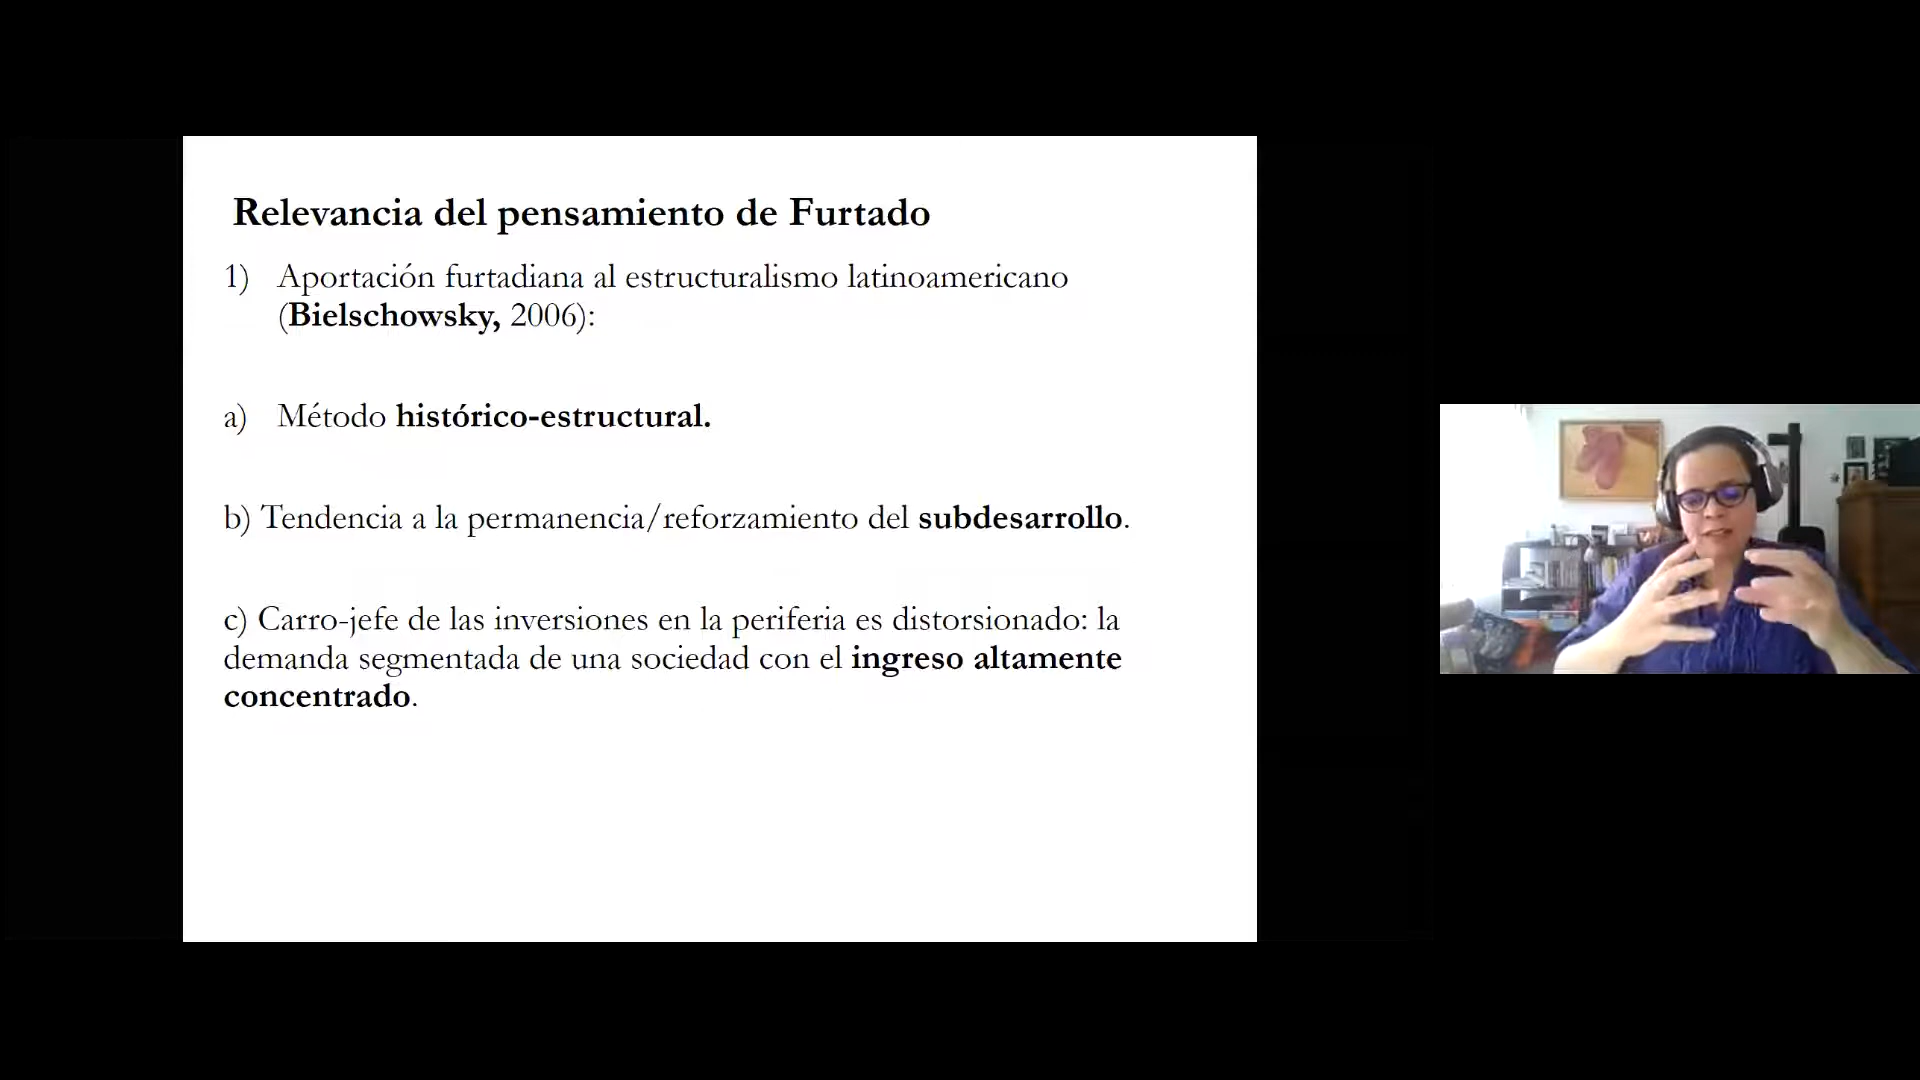 Relevancia del pensamiento de Furtado
1) Aportación furtadiana al estructuralismo latinoamericano
(Bielschowsky, 2006):
a) Método histórico-estructural.
b) Tendencia a la permanencia/reforzamiento del subdesarrollo.
c) Carro-jefe de las inversiones en la periferia es distorsionado: la
demanda segmentada de una sociedad con el ingreso altamente
concentrado.